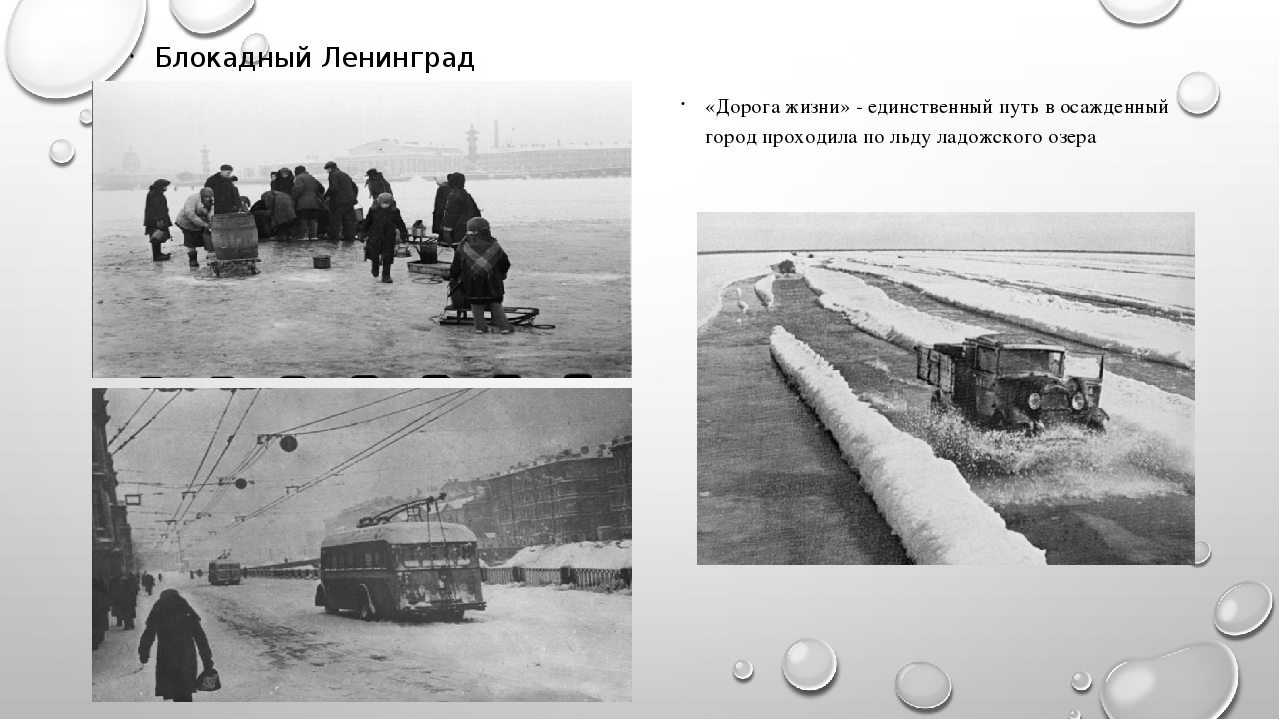 Блокадный Ленинград
«Дорога жизни» - единственный путь в осажденный
город проходила по льду ладожского озера